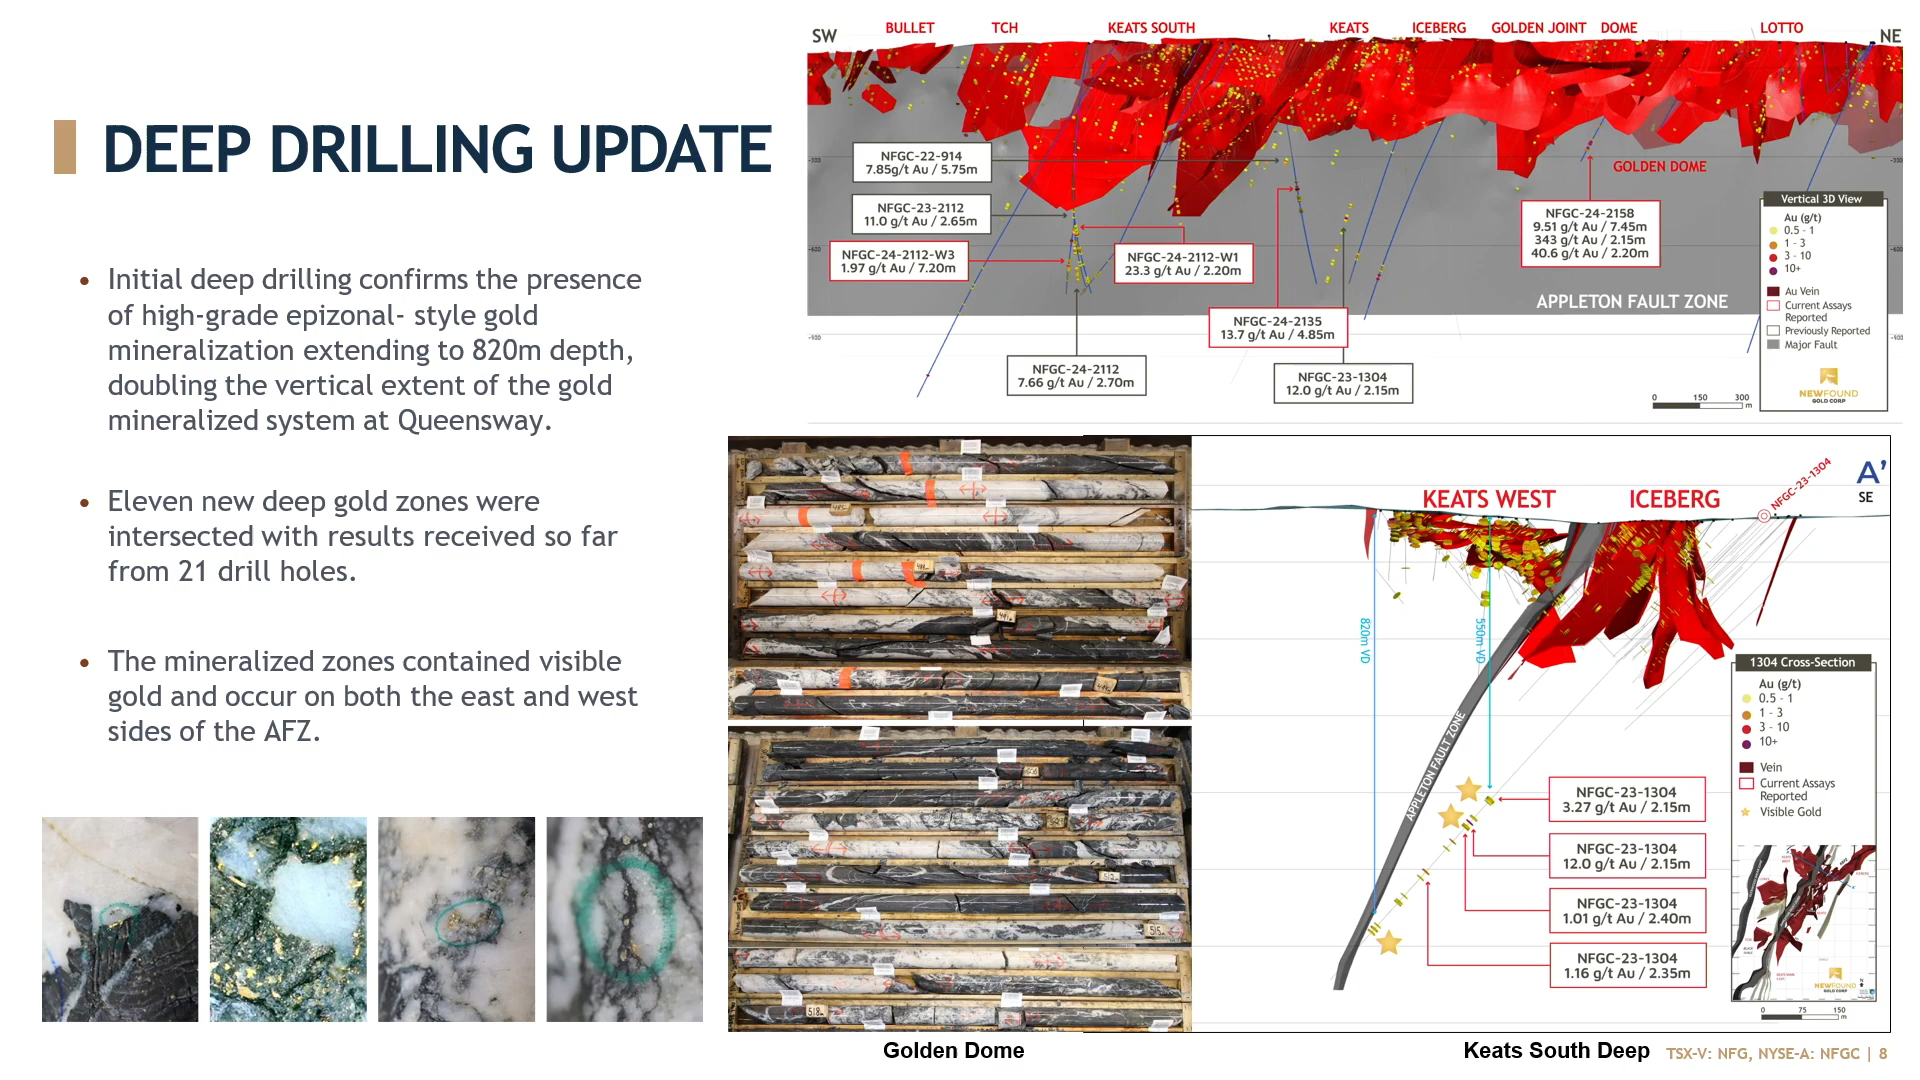 DEEP DRILLING UPDATE
• Initial deep drilling confirms the presence
of high-grade epizonal- style gold
mineralization extending to 820m depth,
doubling the vertical extent of the gold
mineralized system at Queensway.
• Eleven new deep gold zones were
intersected with results received so far
from 21 drill holes.
• The mineralized zones contained visible
gold and occur on both the east and west
sides of the AFZ.
SW
BULLET
TCH
KEATS SOUTH
KEATS
ICEBERG
GOLDEN JOINT
DOME
LOTTO
NE
NFGC-22-914
7.85g/t Au / 5.75m
NFGC-23-2112
11.0 g/t Au / 2.65m
NFGC-24-2112-W3
1.97 g/t Au / 7.20m
NFGC-24-2112-W1
23.3 g/t Au / 2.20m
NFGC-24-2135
13.7 g/t Au / 4.85m
NFGC-24-2112
7.66 g/t Au / 2.70m
NFGC-23-1304
12.0 g/t Au / 2.15m
GOLDEN DOME
NFGC-24-2158
9.51 g/t Au / 7.45m
343 g/t Au / 2.15m
40.6 g/t Au / 2.20m
APPLETON FAULT ZONE
-300
-600
-900
Vertical 3D View
Au (g/t)
0.5 - 1
1 - 3
3 - 10
10+
Au Vein
Current Assays
Reported
Previously Reported
Major Fault
NEWFOUND
GOLD CORP
0 150 300
m
KEATS WEST
ICEBERG
NFGC-23-1304
A’
SE
820m VD
550m VD
APPLETON FAULT ZONE
NFGC-23-1304
3.27 g/t Au / 2.15m
NFGC-23-1304
12.0 g/t Au / 2.15m
NFGC-23-1304
1.01 g/t Au / 2.40m
NFGC-23-1304
1.16 g/t Au / 2.35m
1304 Cross-Section
Au (g/t)
0.5 - 1
1 - 3
3 - 10
10+
Vein
Current Assays
Reported
Visible Gold
NEWFOUND
GOLD CORP
0 75 150
m
518m
Golden Dome
Keats South Deep
TSX-V: NFG, NYSE-A: NFGC | 8